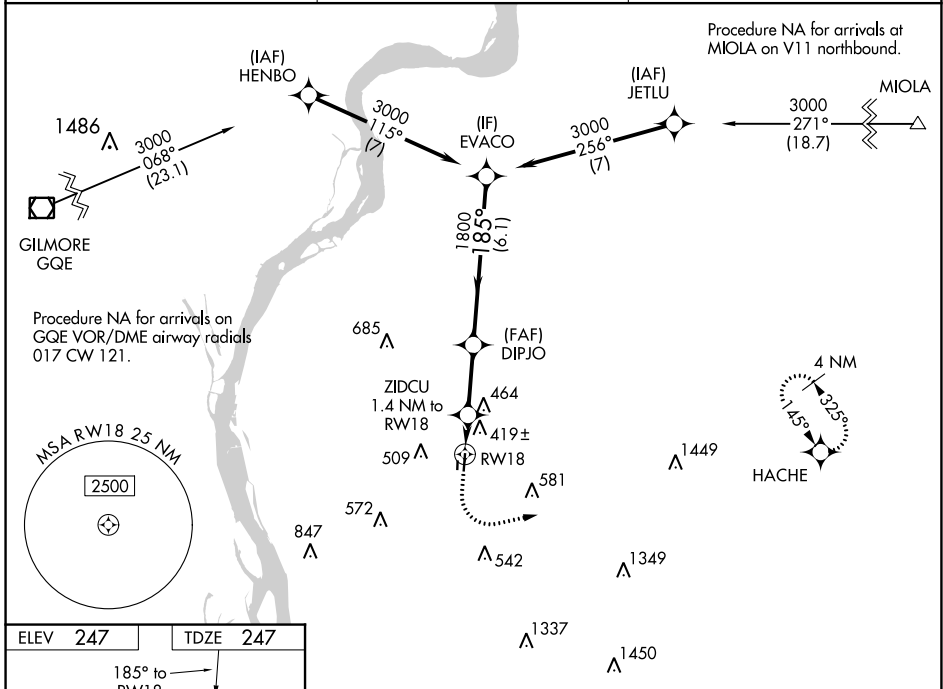 Procedure NA for arrivals at
MIOLA on V11 northbound.
(IAF)
HENBO
(IAF)
JETLU
MIOLA
3000
115°
(7)
(IF)
EVACO
3000
256°
(7)
3000
271°
(18.7)
1486
3000
068°
(23.1)
GILMORE
GQE
1800
185°
(6.1)
Procedure NA for arrivals on
GQE VOR/DME airway radials
017 CW 121.
685
(FAF)
DIPJO
4 NM
145°
325°
HACHE
ZIDCU
1.4 NM to
RW18
464
419±
RW18
509
1449
MSA RW18 25 NM
2500
581
572
847
542
1349
1337
1450
ELEV 247
TDZE 247
185° to
RW18